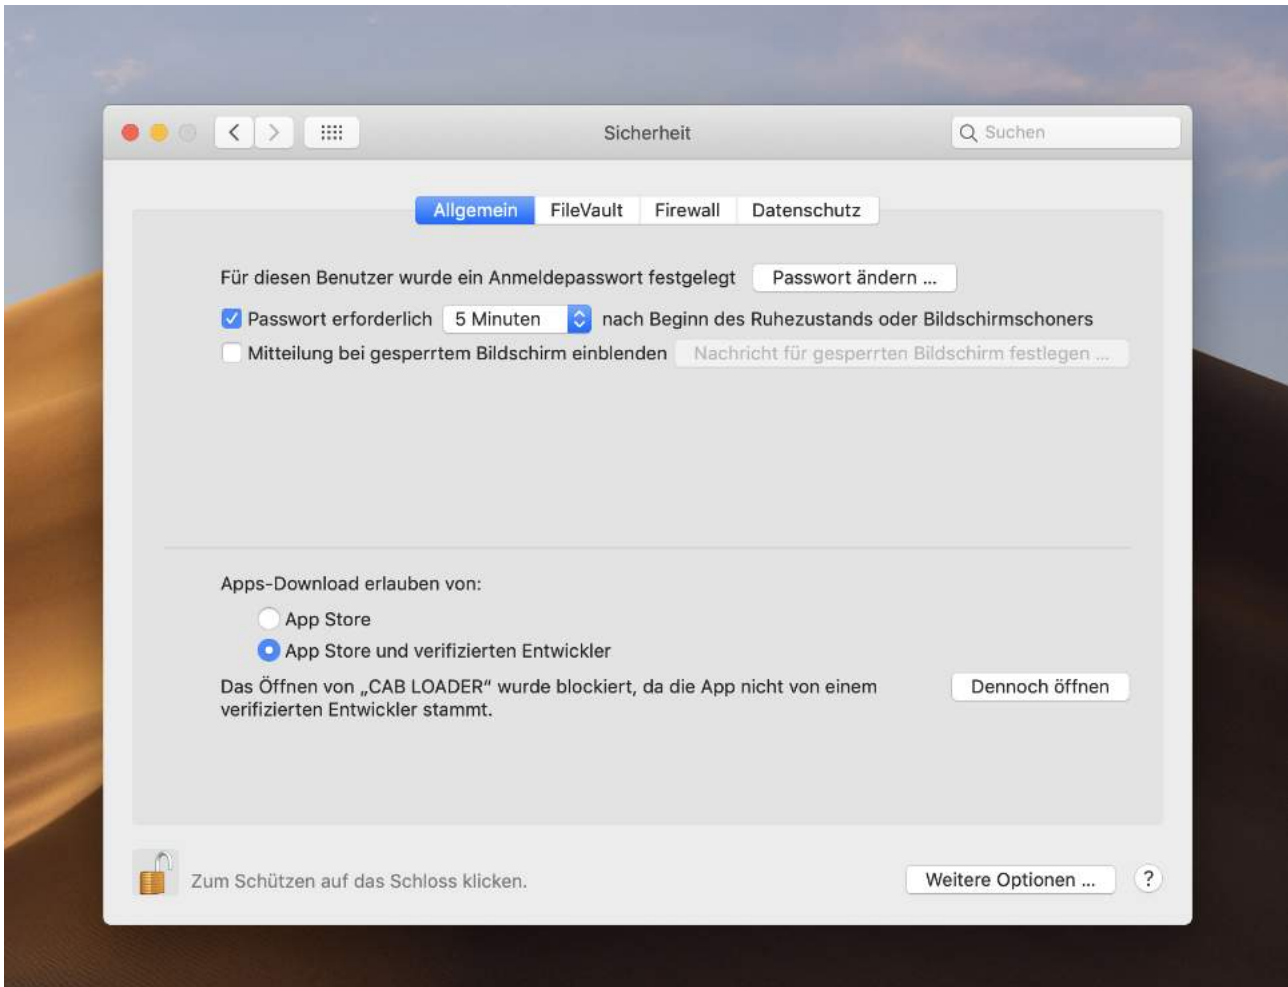 Sicherheit
Suchen
Allgemein
FileVault
Firewall
Datenschutz
Für diesen Benutzer wurde ein Anmeldepasswort festgelegt
Passwort ändern ...
Passwort erforderlich
5 Minuten
nach Beginn des Ruhezustands oder Bildschirmschoners
Mitteilung bei gesperrtem Bildschirm einblenden
Nachricht für gesperrten Bildschirm festlegen ...
Apps-Download erlauben von:
App Store
App Store und verifizierten Entwickler
Das Öffnen von „CAB LOADER“ wurde blockiert, da die App nicht von einem
verifizierten Entwickler stammt.
Dennoch öffnen
Zum Schützen auf das Schloss klicken.
Weitere Optionen ...
?